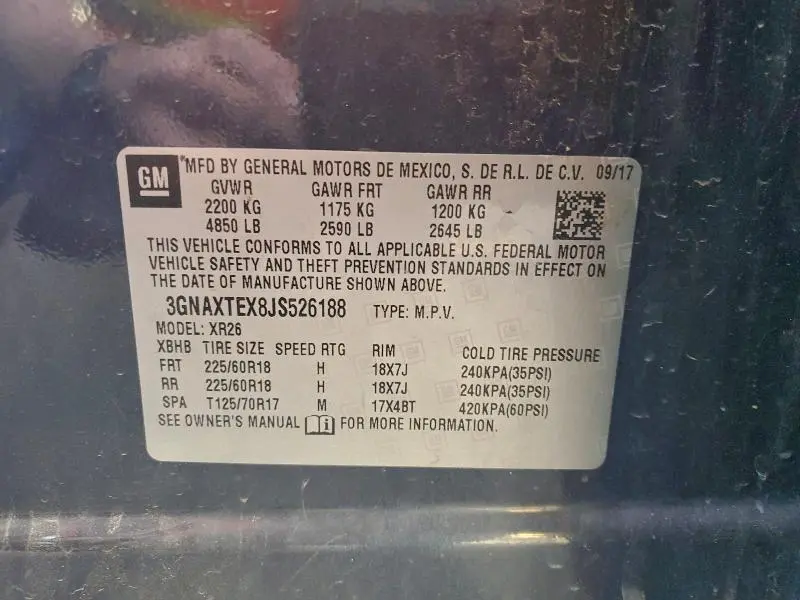 GM *MFD BY GENERAL MOTORS DE MEXICO, S. DE R.L. DE C.V. 09/17
GVWR GAWR FRT GAWR RR
2200 KG 1175 KG 1200 KG
4850 LB 2590 LB 2645 LB
THIS VEHICLE CONFORMS TO ALL APPLICABLE U.S. FEDERAL MOTOR
VEHICLE SAFETY AND THEFT PREVENTION STANDARDS IN EFFECT ON
THE DATE OF MANUFACTURE SHOWN ABOVE.
3GNAXTEX8JS526188 TYPE: M.P.V.
MODEL: XR26
XBHB TIRE SIZE SPEED RTG RIM COLD TIRE PRESSURE
FRT 225/60R18 H 18X7J 240KPA(35PSI)
RR 225/60R18 H 18X7J 240KPA(35PSI)
SPA T125/70R17 M 17X4BT 420KPA(60PSI)
SEE OWNER'S MANUAL i FOR MORE INFORMATION.